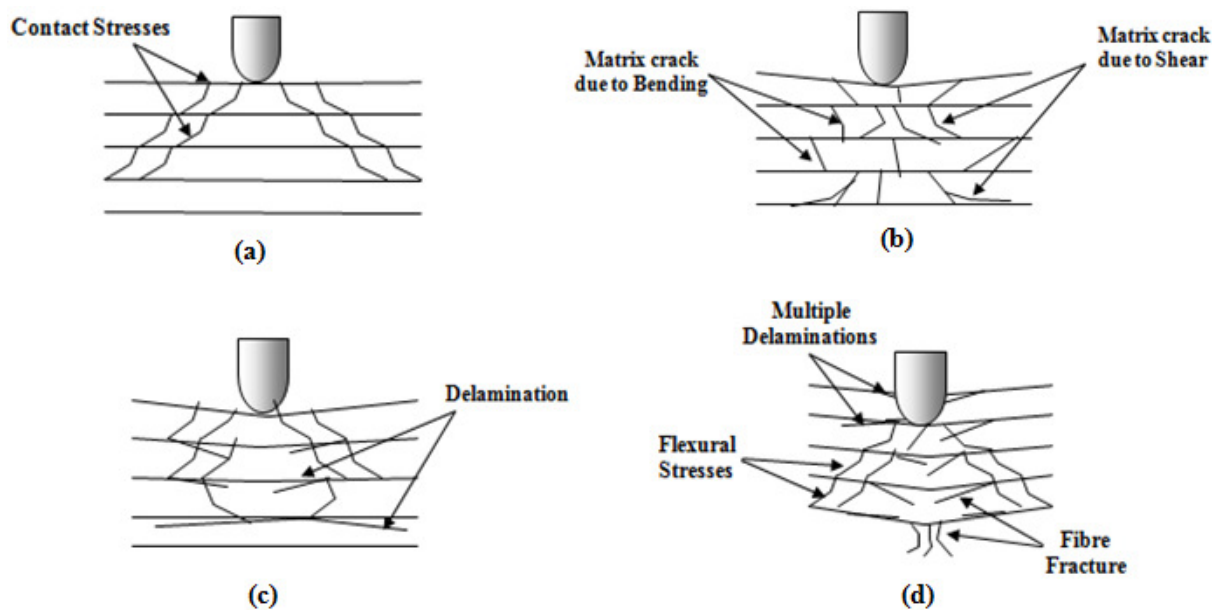 Contact Stresses
(a)
Matrix crack
due to Bending
Matrix crack
due to Shear
(b)
Delamination
(c)
Multiple
Delaminations
Flexural
Stresses
Fibre
Fracture
(d)